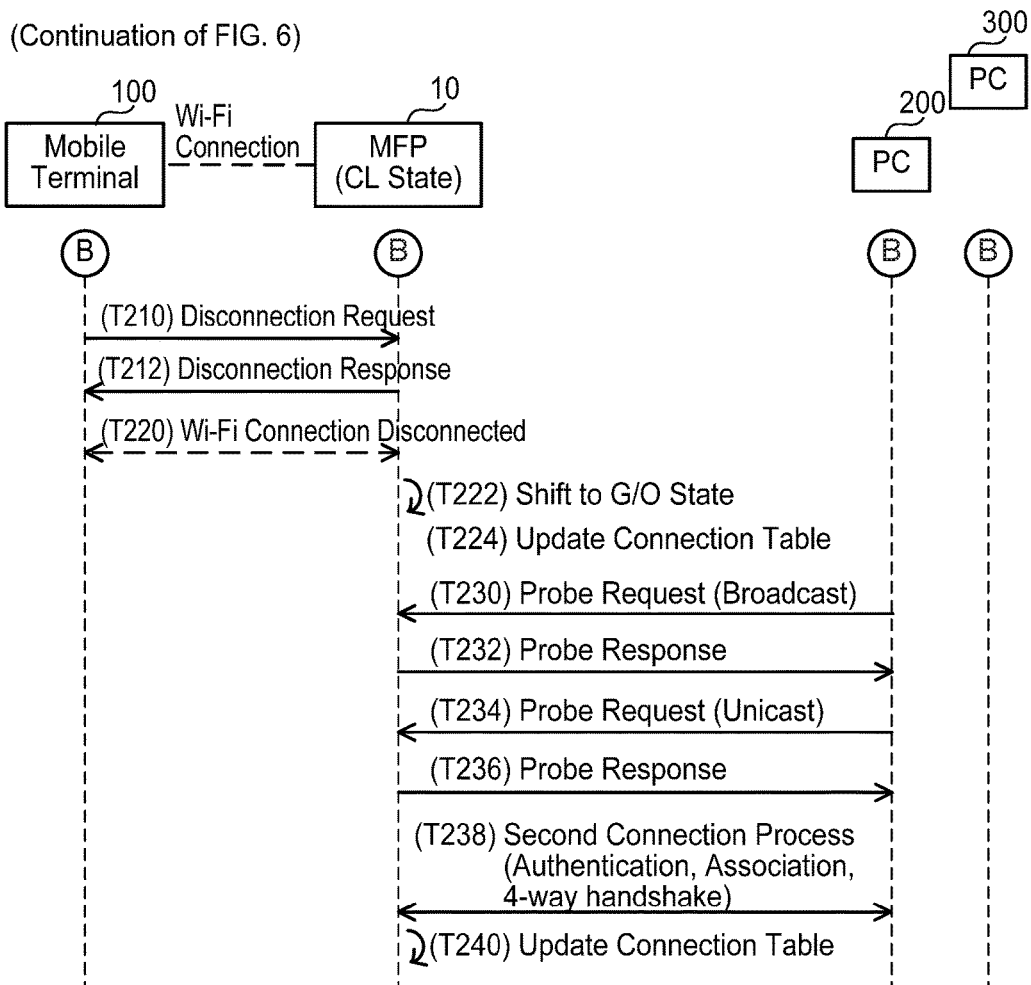 (Continuation of FIG. 6)
300
PC
100
Wi-Fi
Connection
10
200
Mobile
Terminal
MFP
(CL State)
PC
B
B
B
B
(T210) Disconnection Request
(T212) Disconnection Response
(T220) Wi-Fi Connection Disconnected
(T222) Shift to G/O State
(T224) Update Connection Table
(T230) Probe Request (Broadcast)
(T232) Probe Response
(T234) Probe Request (Unicast)
(T236) Probe Response
(T238) Second Connection Process
(Authentication, Association,
4-way handshake)
(T240) Update Connection Table